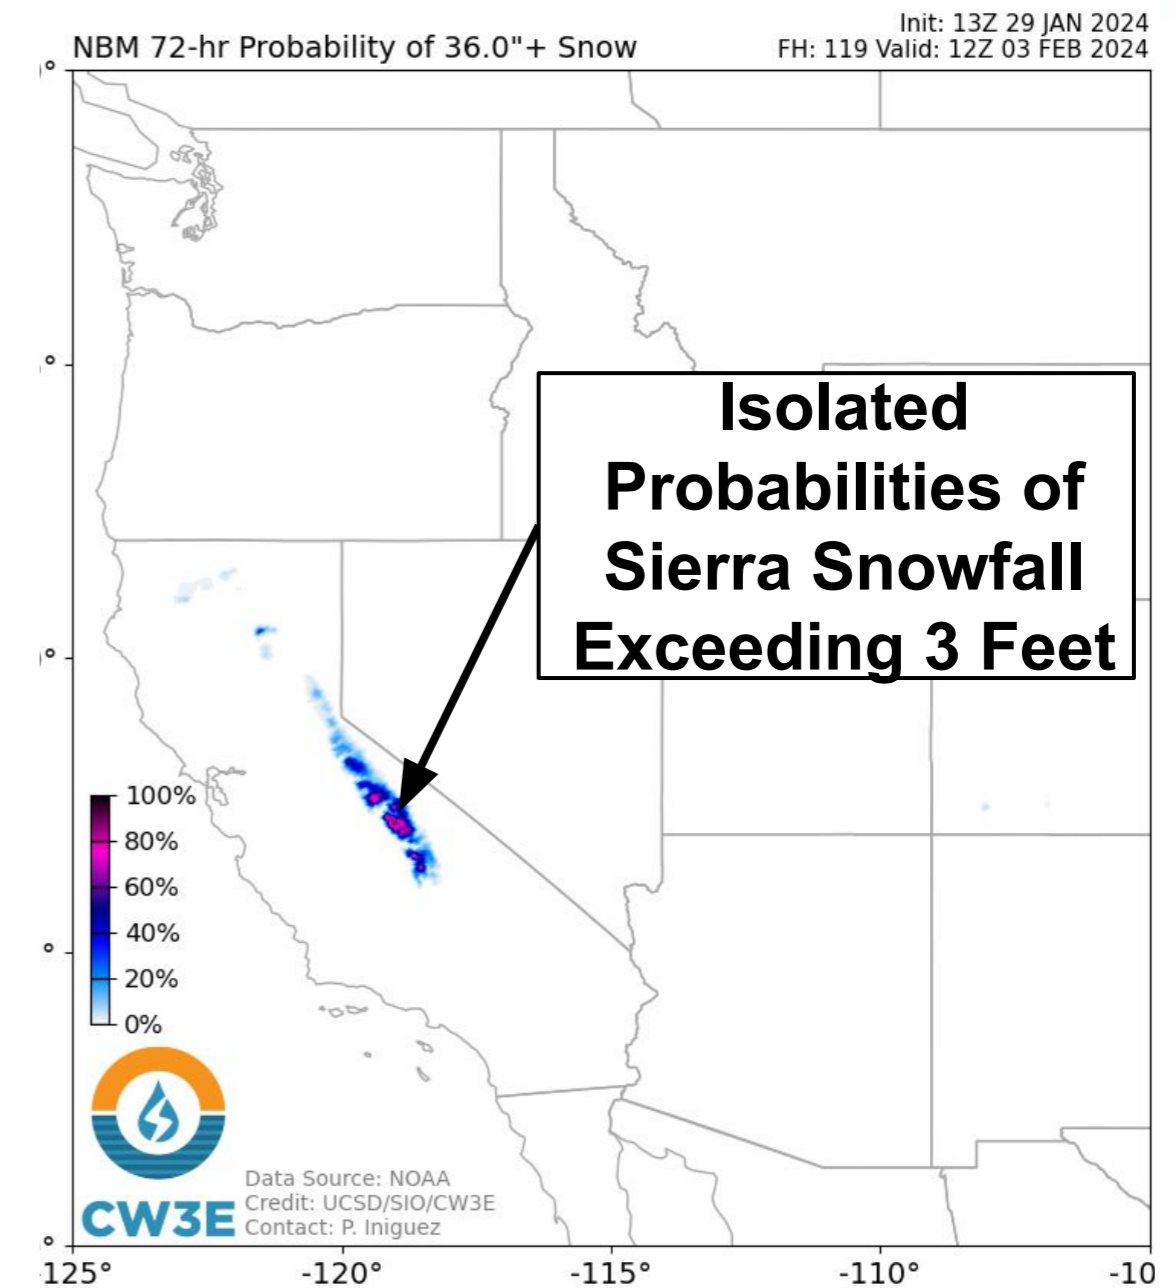 Init: 13Z 29 JAN 2024
NBM 72-hr Probability of 36.0"+ Snow
FH: 119 Valid: 12Z 03 FEB 2024
Isolated
Probabilities of
Sierra Snowfall
Exceeding 3 Feet
100%
80%
60%
40%
20%
0%
CW3E
Data Source: NOAA
Credit: UCSD/SIO/CW3E
Contact: P. Iniguez
-125°
-120°
-115°
-110°
-10